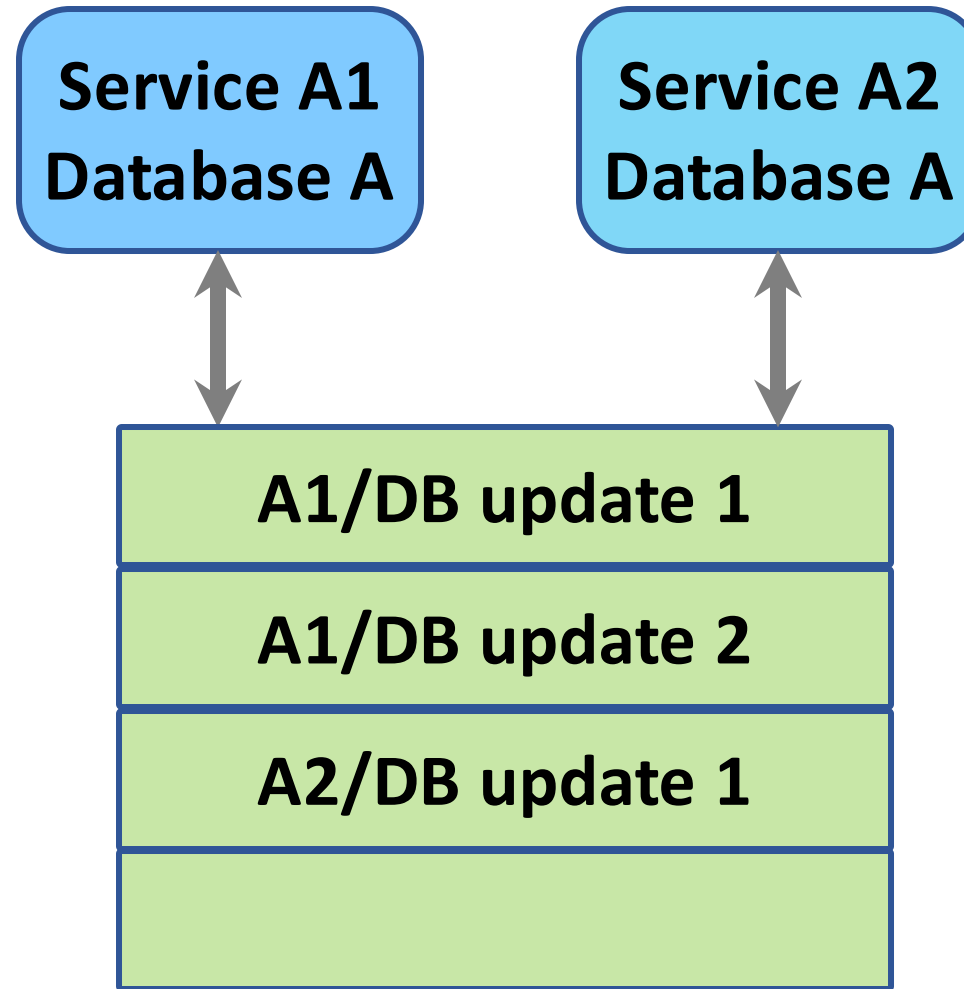 Service A1
Database A
Service A2
Database A
A1/DB update 1
A1/DB update 2
A2/DB update 1